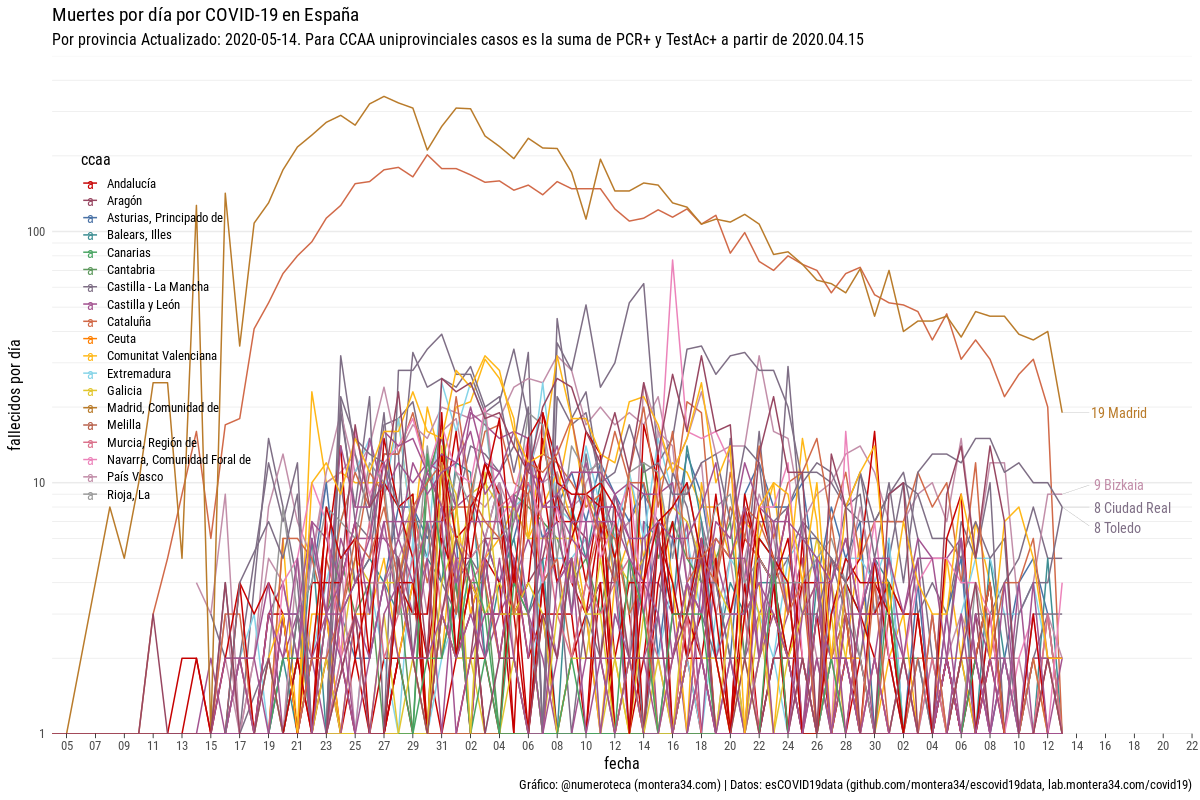 Muertes por día por COVID-19 en España
Por provincia Actualizado: 2020-05-14. Para CCAA uniprovinciales casos es la suma de PCR+ y TestAc+ a partir de 2020.04.15
ccaa
Andalucía
Aragón
Asturias, Principado de
Balears, Illes
Canarias
Cantabria
Castilla - La Mancha
Castilla y León
Cataluña
Ceuta
Comunitat Valenciana
Extremadura
Galicia
Madrid, Comunidad de
Melilla
Murcia, Región de
Navarra, Comunidad Foral de
País Vasco
Rioja, La
fallecidos por día
100
10
1
19 Madrid
9 Bizkaia
8 Ciudad Real
8 Toledo
05 07 09 11 13 15 17 19 21 23 25 27 29 31 02 04 06 08 10 12 14 16 18 20 22 24 26 28 30 02 04 06 08 10 12 14 16 18 20 22
fecha
Gráfico: @numeroteca (montera34.com) | Datos: esCOVID19data (github.com/montera34/escovid19data, lab.montera34.com/covid19)